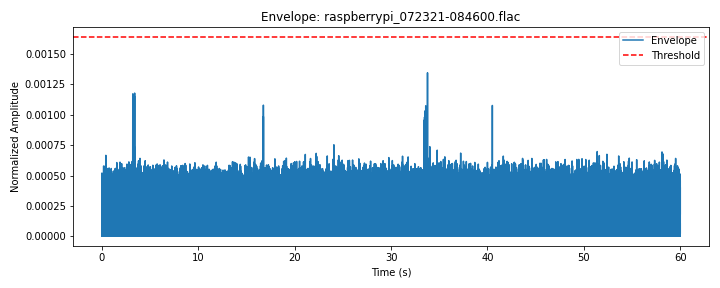 Envelope: raspberrypi_072321-084600.flac
Envelope
Threshold
Normalized Amplitude
0.00150
0.00125
0.00100
0.00075
0.00050
0.00025
0.00000
0 10 20 30 40 50 60
Time (s)